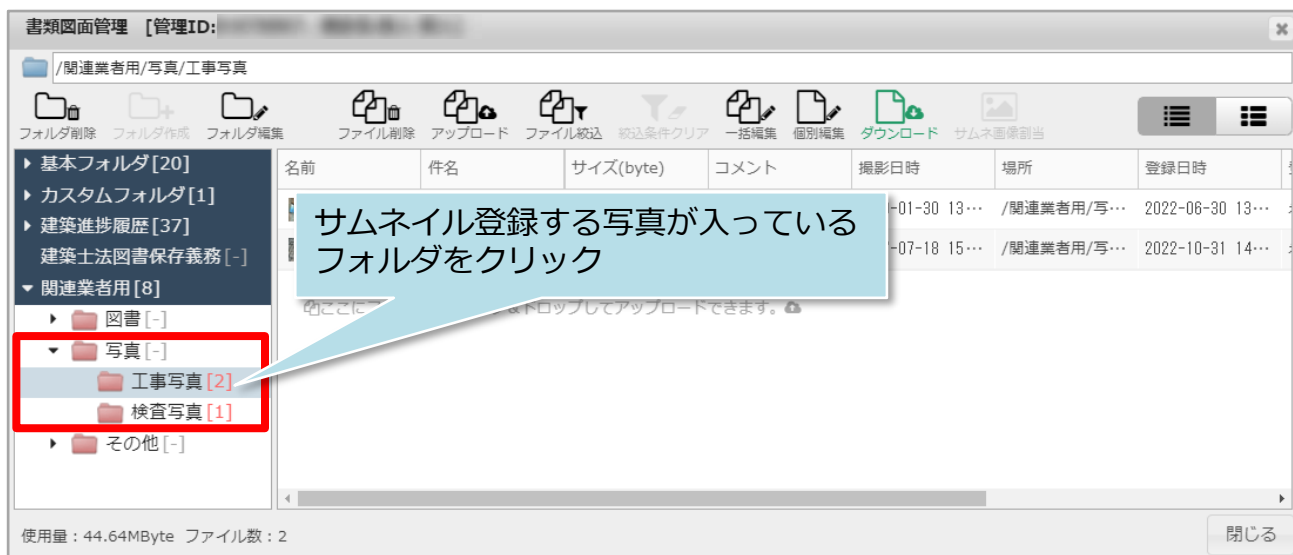 書類図面管理 [管理ID:
/関連業者用/写真/工事写真
フォルダ削除 フォルダ作成 フォルダ編集 ファイル削除 アップロード ファイル絞込 絞込条件クリア 一括編集 個別編集 ダウンロード サムネ画像割当
基本フォルダ[20]
カスタムフォルダ[1]
建築進捗履歴[37]
建築士法図書保存義務[-]
関連業者用[8]
図書[-]
写真[-]
工事写真[2]
検査写真[1]
その他[-]
名前 件名 サイズ(byte) コメント 撮影日時 場所 登録日時
-01-30 13… /関連業者用/写… 2022-06-30 13…
-07-18 15… /関連業者用/写… 2022-10-31 14…
サムネイル登録する写真が入っている
フォルダをクリック
ここに ドロップしてアップロードできます。
使用量:44.64MByte ファイル数:2
閉じる